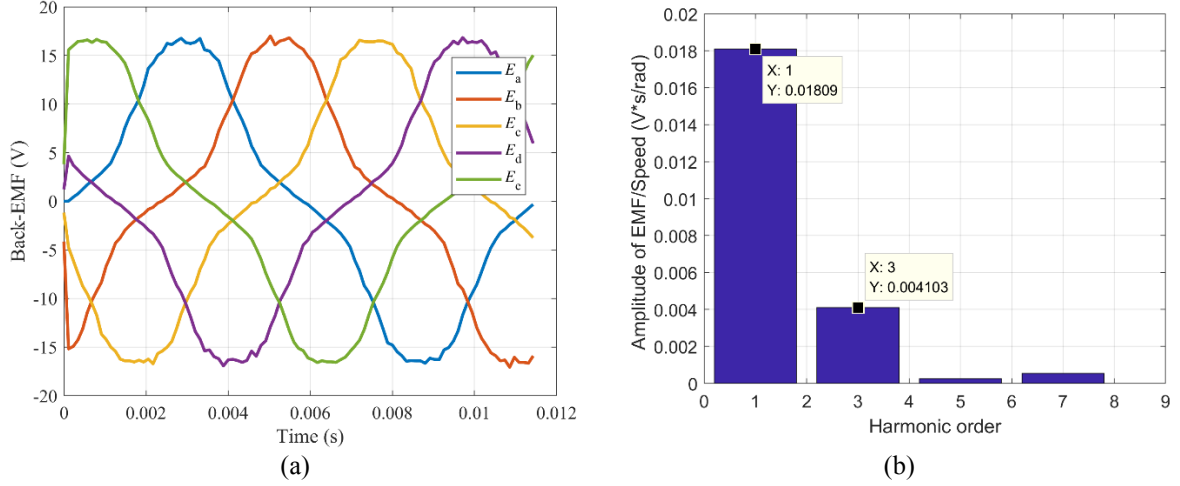 20
15
10
5
0
-5
-10
-15
-20
Back-EMF (V)
E_a
E_b
E_c
E_d
E_e
0 0.002 0.004 0.006 0.008 0.01 0.012
Time (s)
(a)
0.02
0.018
0.016
0.014
0.012
0.01
0.008
0.006
0.004
0.002
0
Amplitude of EMF/Speed (V*s/rad)
X: 1
Y: 0.01809
X: 3
Y: 0.004103
0 1 2 3 4 5 6 7 8 9
Harmonic order
(b)